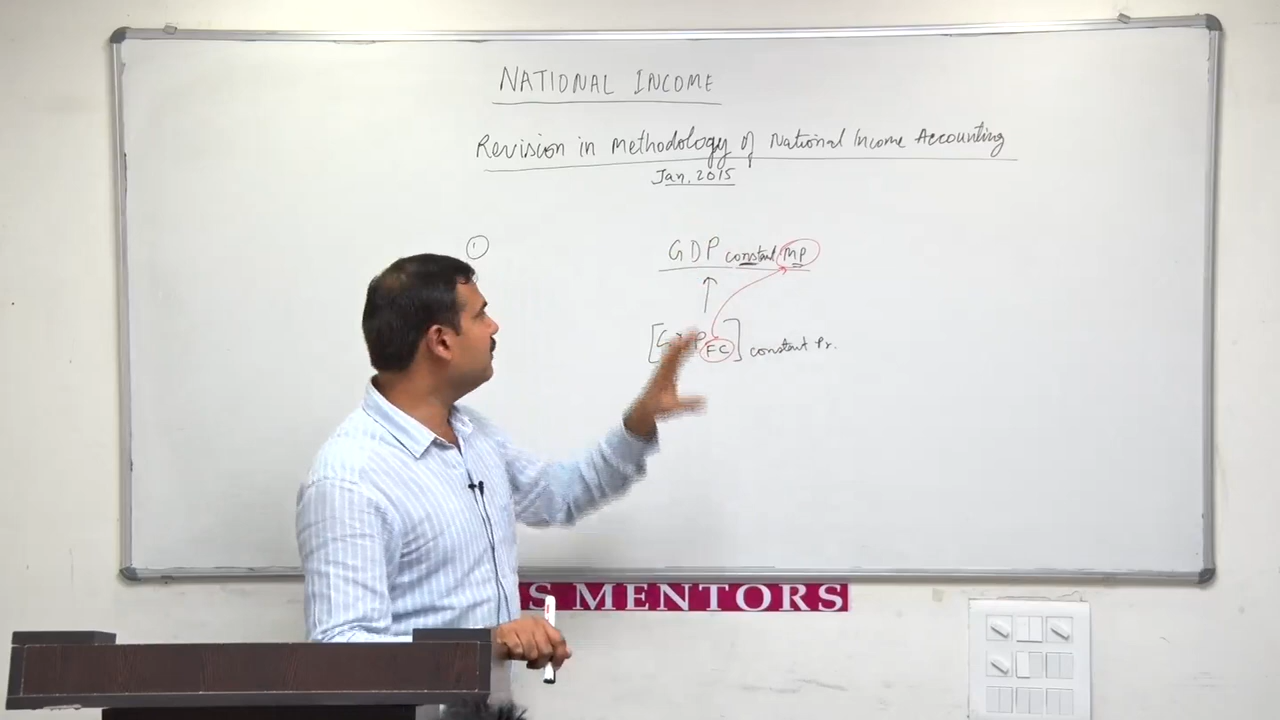 NATIONAL INCOME
Revision in Methodology of National Income Accounting
Jan, 2015
1
GDP constant MP
FC constant Pr.
S MENTORS